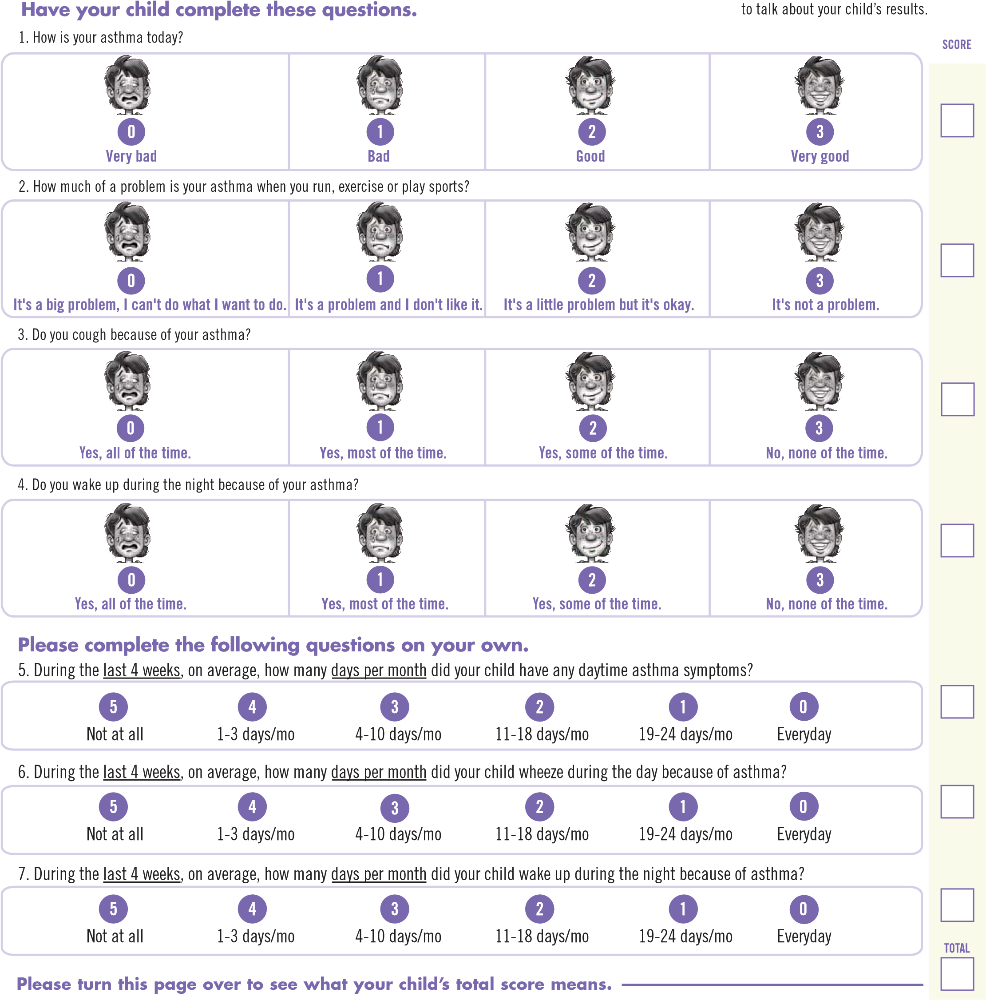 Have your child complete these questions.
to talk about your child’s results.
1. How is your asthma today?
SCORE
0 1 2 3
Very bad Bad Good Very good
2. How much of a problem is your asthma when you run, exercise or play sports?
0 1 2 3
It's a big problem, I can't do what I want to do. It's a problem and I don't like it. It's a little problem but it's okay. It's not a problem.
3. Do you cough because of your asthma?
0 1 2 3
Yes, all of the time. Yes, most of the time. Yes, some of the time. No, none of the time.
4. Do you wake up during the night because of your asthma?
0 1 2 3
Yes, all of the time. Yes, most of the time. Yes, some of the time. No, none of the time.
Please complete the following questions on your own.
5. During the last 4 weeks, on average, how many days per month did your child have any daytime asthma symptoms?
5 4 3 2 1 0
Not at all 1-3 days/mo 4-10 days/mo 11-18 days/mo 19-24 days/mo Everyday
6. During the last 4 weeks, on average, how many days per month did your child wheeze during the day because of asthma?
5 4 3 2 1 0
Not at all 1-3 days/mo 4-10 days/mo 11-18 days/mo 19-24 days/mo Everyday
7. During the last 4 weeks, on average, how many days per month did your child wake up during the night because of asthma?
5 4 3 2 1 0
Not at all 1-3 days/mo 4-10 days/mo 11-18 days/mo 19-24 days/mo Everyday
TOTAL
Please turn this page over to see what your child’s total score means.